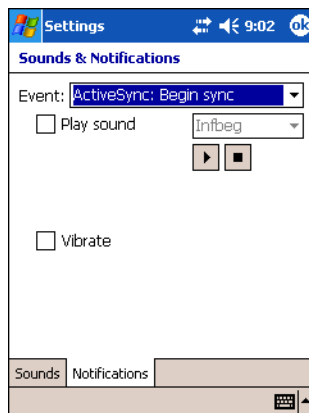 Settings 9:02 ok
Sounds & Notifications
Event: ActiveSync: Begin sync
Play sound Infbeg
Vibrate
Sounds Notifications